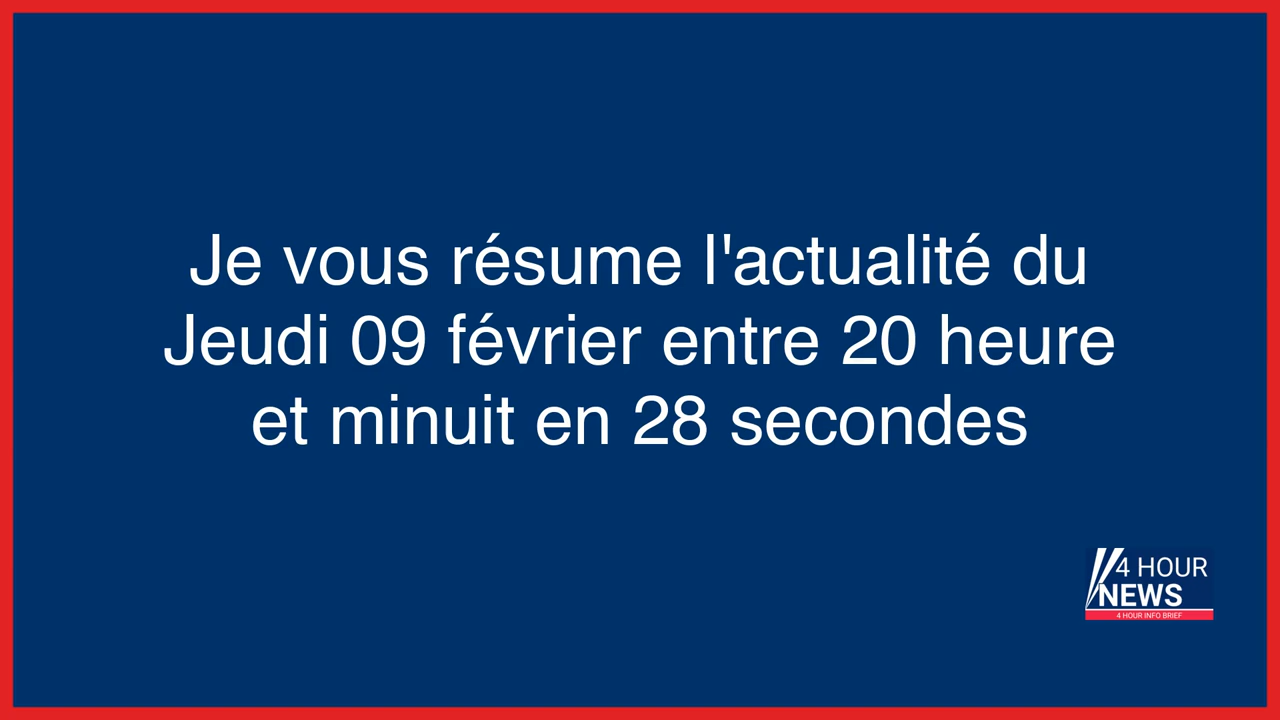 Je vous résume l'actualité du
Jeudi 09 février entre 20 heure
et minuit en 28 secondes
4 HOUR
NEWS
4 HOUR INFO BRIEF